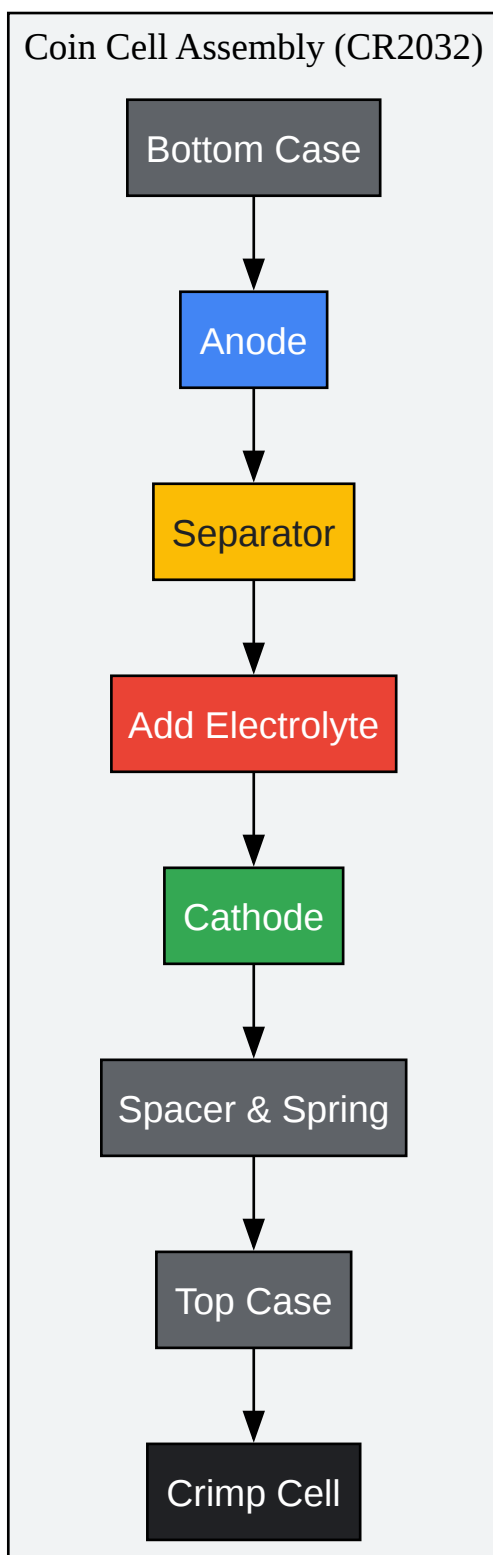 Coin Cell Assembly (CR2032)
Bottom Case
Anode
Separator
Add Electrolyte
Cathode
Spacer & Spring
Top Case
Crimp Cell